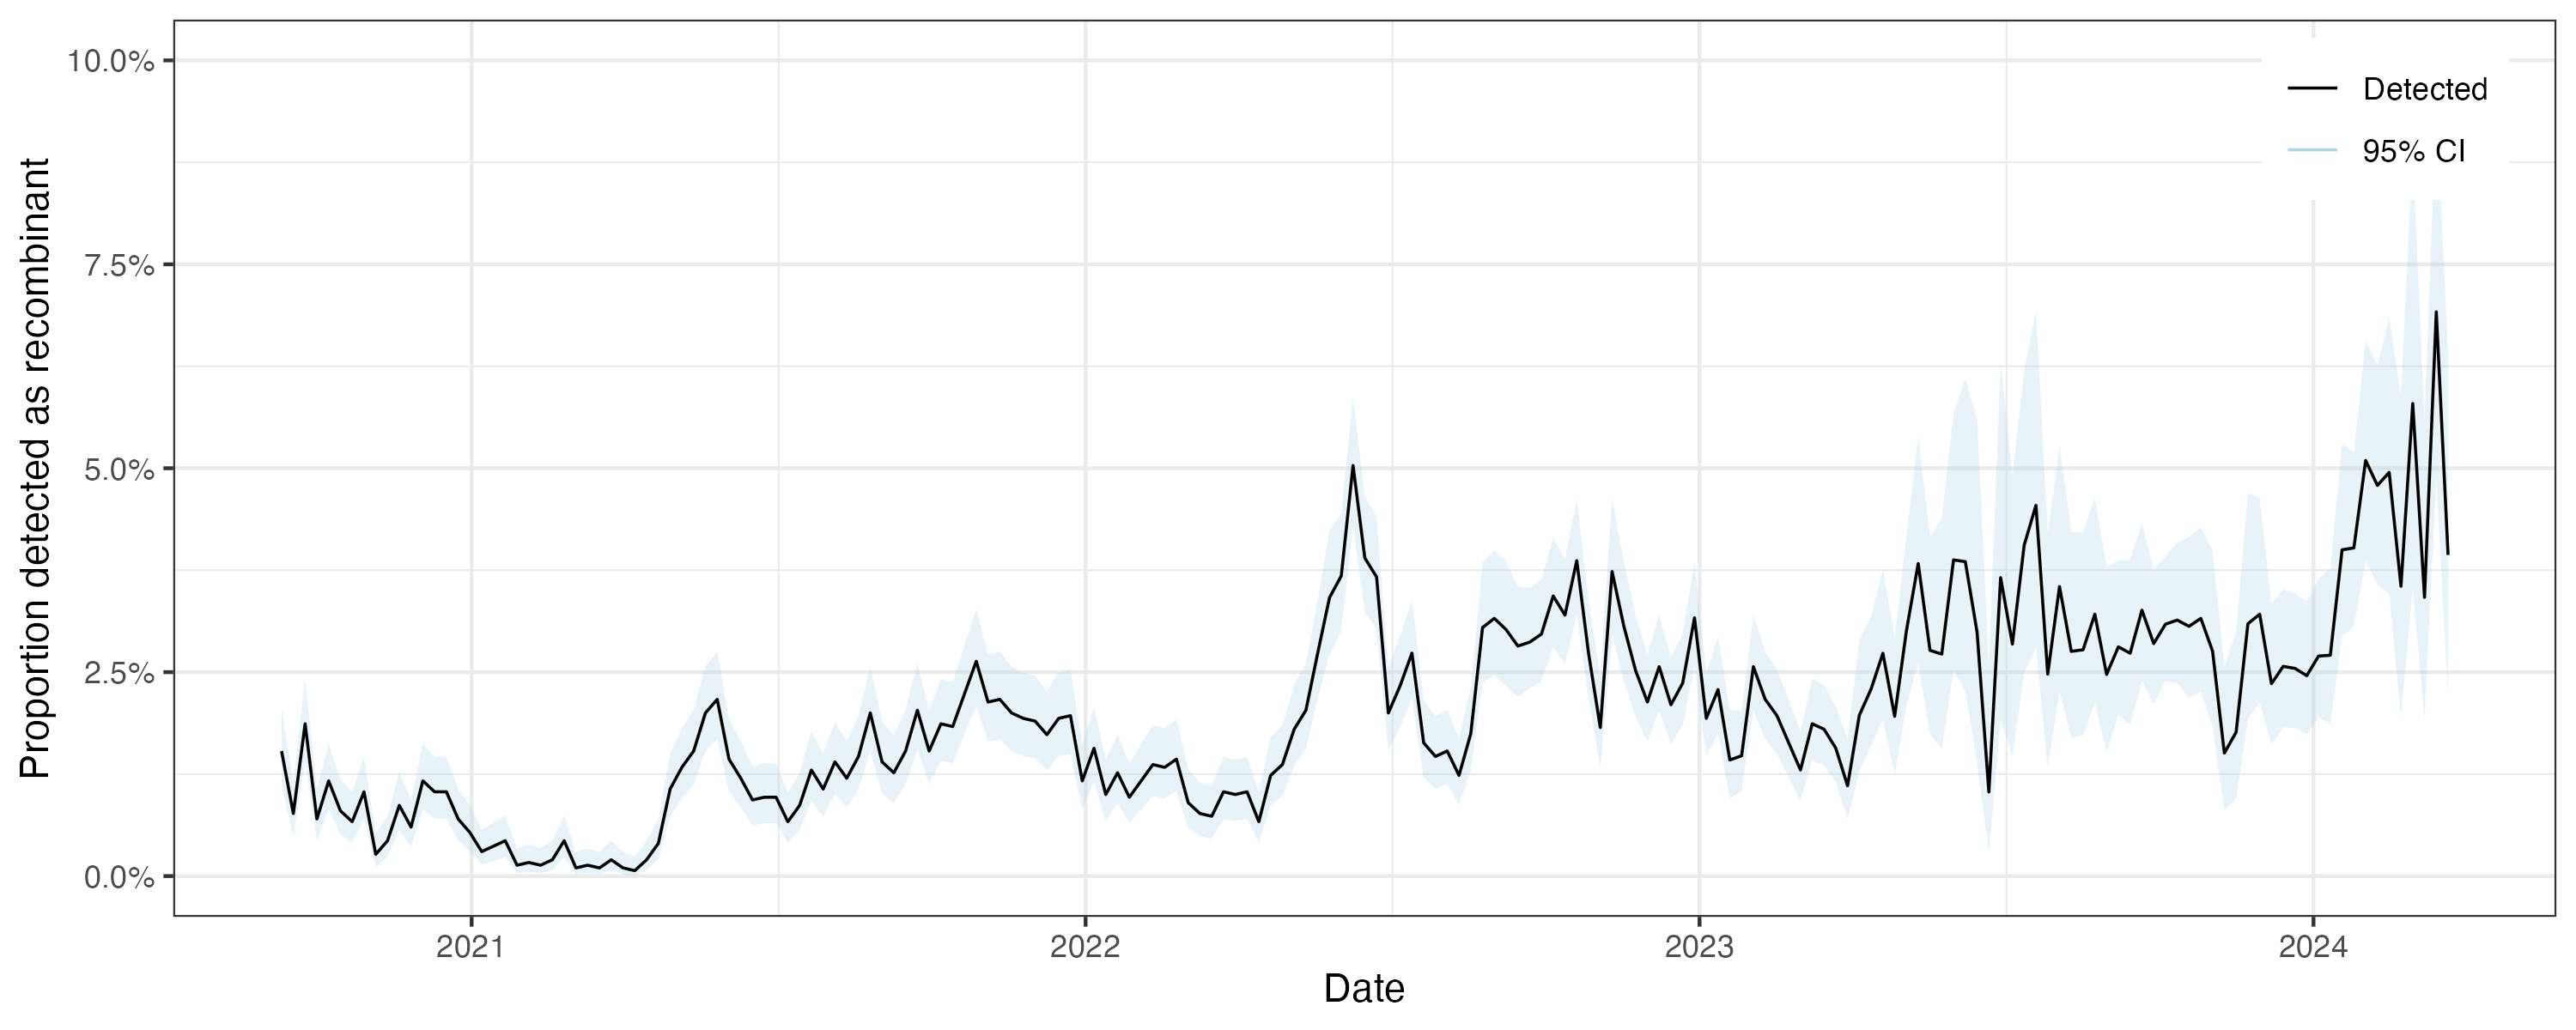 Proportion detected as recombinant
10.0%
7.5%
5.0%
2.5%
0.0%
Detected
95% CI
2021
2022
2023
2024
Date